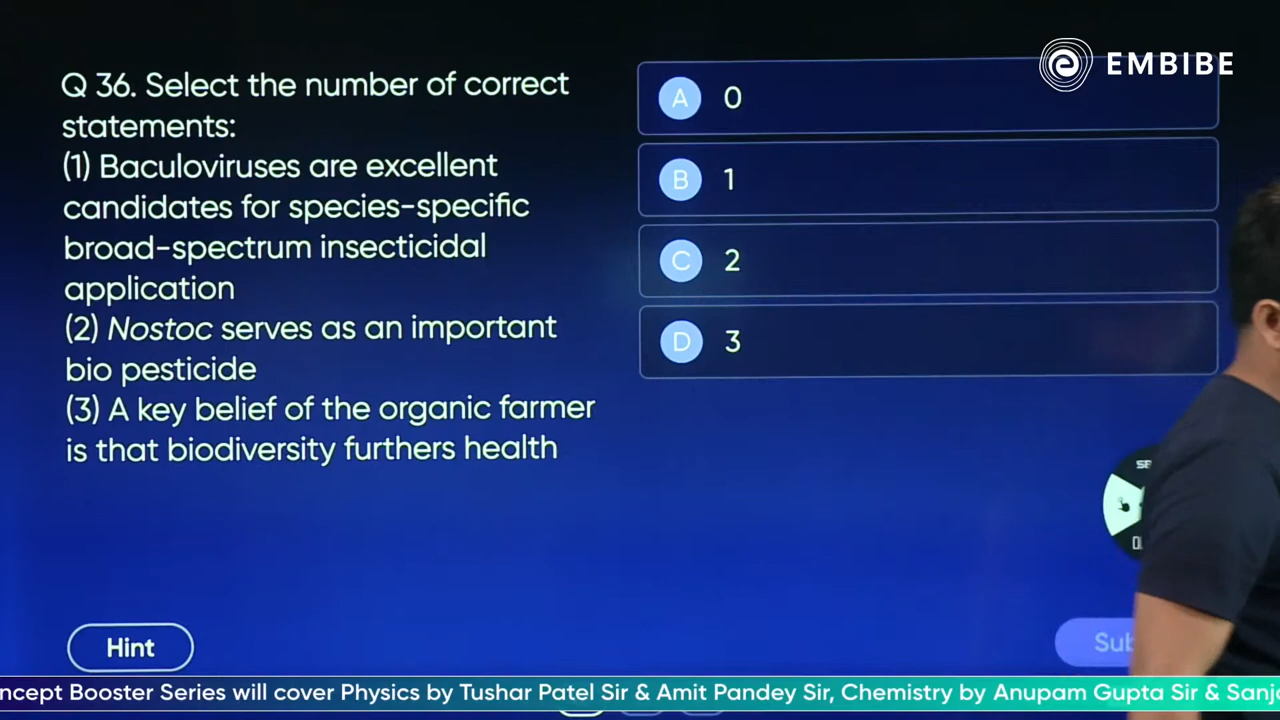 EMBIBE
Q 36. Select the number of correct
statements:
(1) Baculoviruses are excellent
candidates for species-specific
broad-spectrum insecticidal
application
(2) Nostoc serves as an important
bio pesticide
(3) A key belief of the organic farmer
is that biodiversity furthers health
A 0
B 1
C 2
D 3
Hint
Booster Series will cover Physics by Tushar Patel Sir & Amit Pandey Sir, Chemistry by Anupam Gupta Sir &